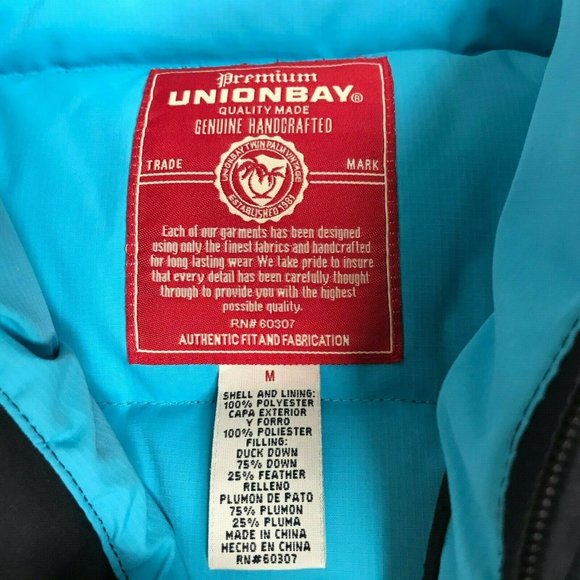 Premium
UNIONBAY®
QUALITY MADE
GENUINE HANDCRAFTED
TRADE MARK
UNIONBAY TWIN PALM VINTAGE
ESTABLISHED 1981
Each of our garments has been designed
using only the finest fabrics and handcrafted
for long lasting wear. We take pride to insure
that every detail has been carefully thought
through to provide you with the highest
possible quality.
RN# 60307
AUTHENTIC FIT AND FABRICATION
M
SHELL AND LINING:
100% POLYESTER
CAPA EXTERIOR
Y FORRO
100% POLIESTER
FILLING:
DUCK DOWN
75% DOWN
25% FEATHER
RELLENO
PLUMON DE PATO
75% PLUMON
25% PLUMA
MADE IN CHINA
HECHO EN CHINA
RN#60307